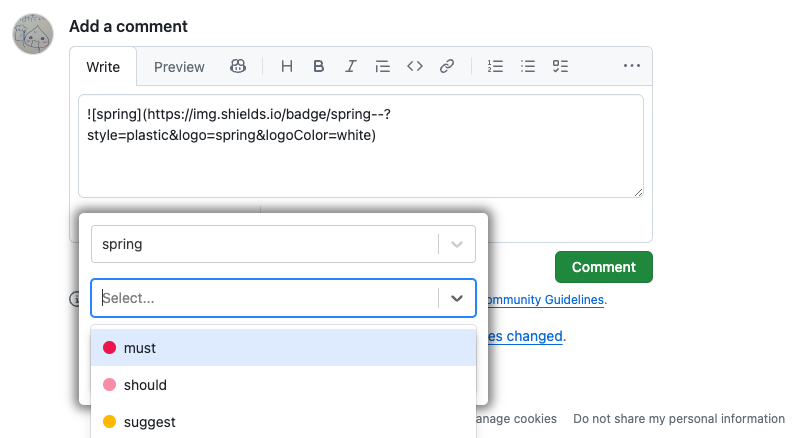 Add a comment
Write
Preview
H B I
![spring](https://img.shields.io/badge/spring--?
style=plastic&logo=spring&logoColor=white)
spring
Comment
Select...
ommunity Guidelines.
must
es changed.
should
anage cookies
Do not share my personal information
suggest